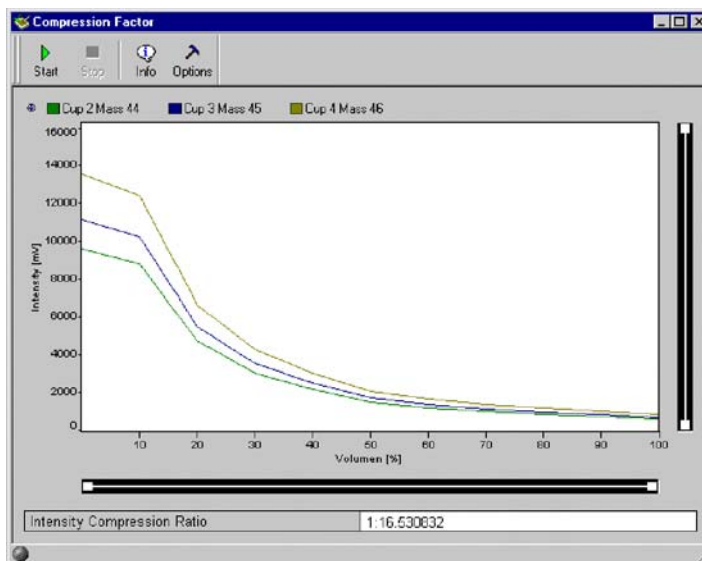 Compression Factor
Start Stop Info Options
Cup 2 Mass 44 Cup 3 Mass 45 Cup 4 Mass 46
16000
14000
12000
10000
8000
6000
4000
2000
0
Intensity [mV]
10 20 30 40 50 60 70 80 90 100
Volumen [%]
Intensity Compression Ratio 1:16.530832